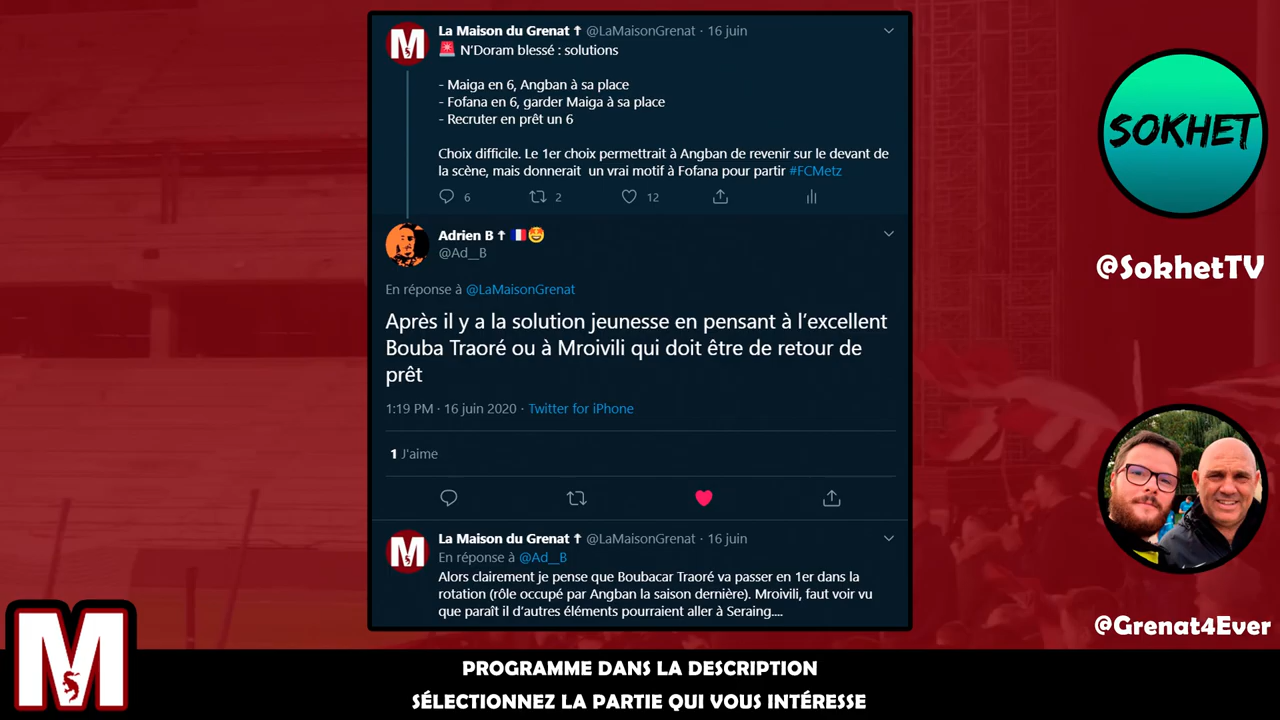 La Maison du Grenat ↑ @LaMaisonGrenat · 16 juin
🚨 N'Doram blessé : solutions
- Maiga en 6, Angban à sa place
- Fofana en 6, garder Maiga à sa place
- Recruter en prêt un 6
Choix difficile. Le 1er choix permettrait à Angban de revenir sur le devant de
la scène, mais donnerait un vrai motif à Fofana pour partir #FCMetz
6 2 12
Adrien B ↑ 🇫🇷🤩
@Ad__B
En réponse à @LaMaisonGrenat
Après il y a la solution jeunesse en pensant à l'excellent
Bouba Traoré ou à Mroivili qui doit être de retour de
prêt
1:19 PM · 16 juin 2020 · Twitter for iPhone
1 J'aime
La Maison du Grenat ↑ @LaMaisonGrenat · 16 juin
En réponse à @Ad__B
Alors clairement je pense que Boubacar Traoré va passer en 1er dans la
rotation (rôle occupé par Angban la saison dernière). Mroivili, faut voir vu
que paraît il d'autres éléments pourraient aller à Seraing....
SOKHET
@SokhetTV
@Grenat4Ever
M
PROGRAMME DANS LA DESCRIPTION
SÉLECTIONNEZ LA PARTIE QUI VOUS INTÉRESSE